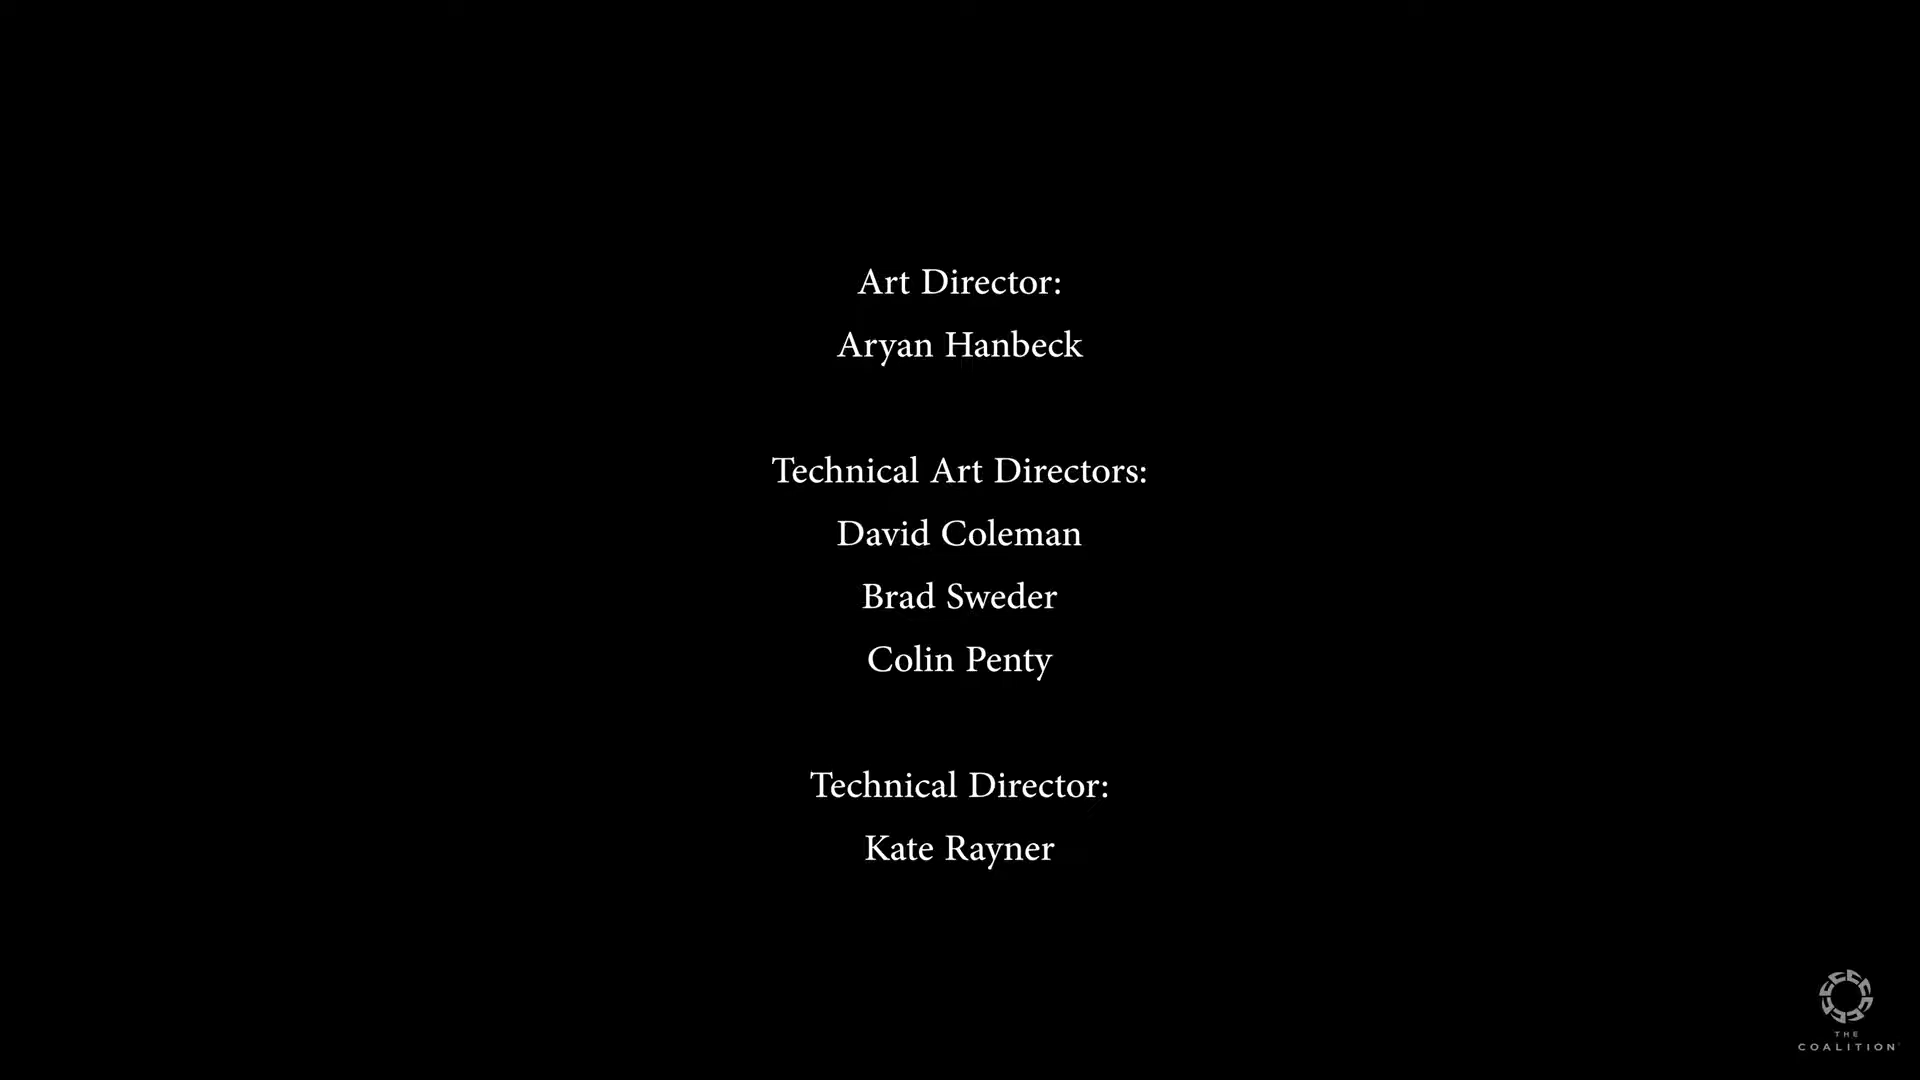 Art Director:
Aryan Hanbeck
Technical Art Directors:
David Coleman
Brad Sweder
Colin Penty
Technical Director:
Kate Rayner
THE
COALITION